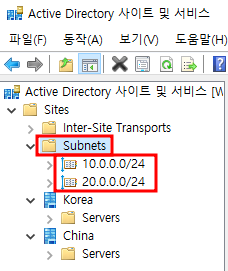 Active Directory 사이트 및 서비스
파일(F) 동작(A) 보기(V) 도움말(H)
Active Directory 사이트 및 서비스 [W
Sites
Inter-Site Transports
Subnets
10.0.0.0/24
20.0.0.0/24
Korea
Servers
China
Servers